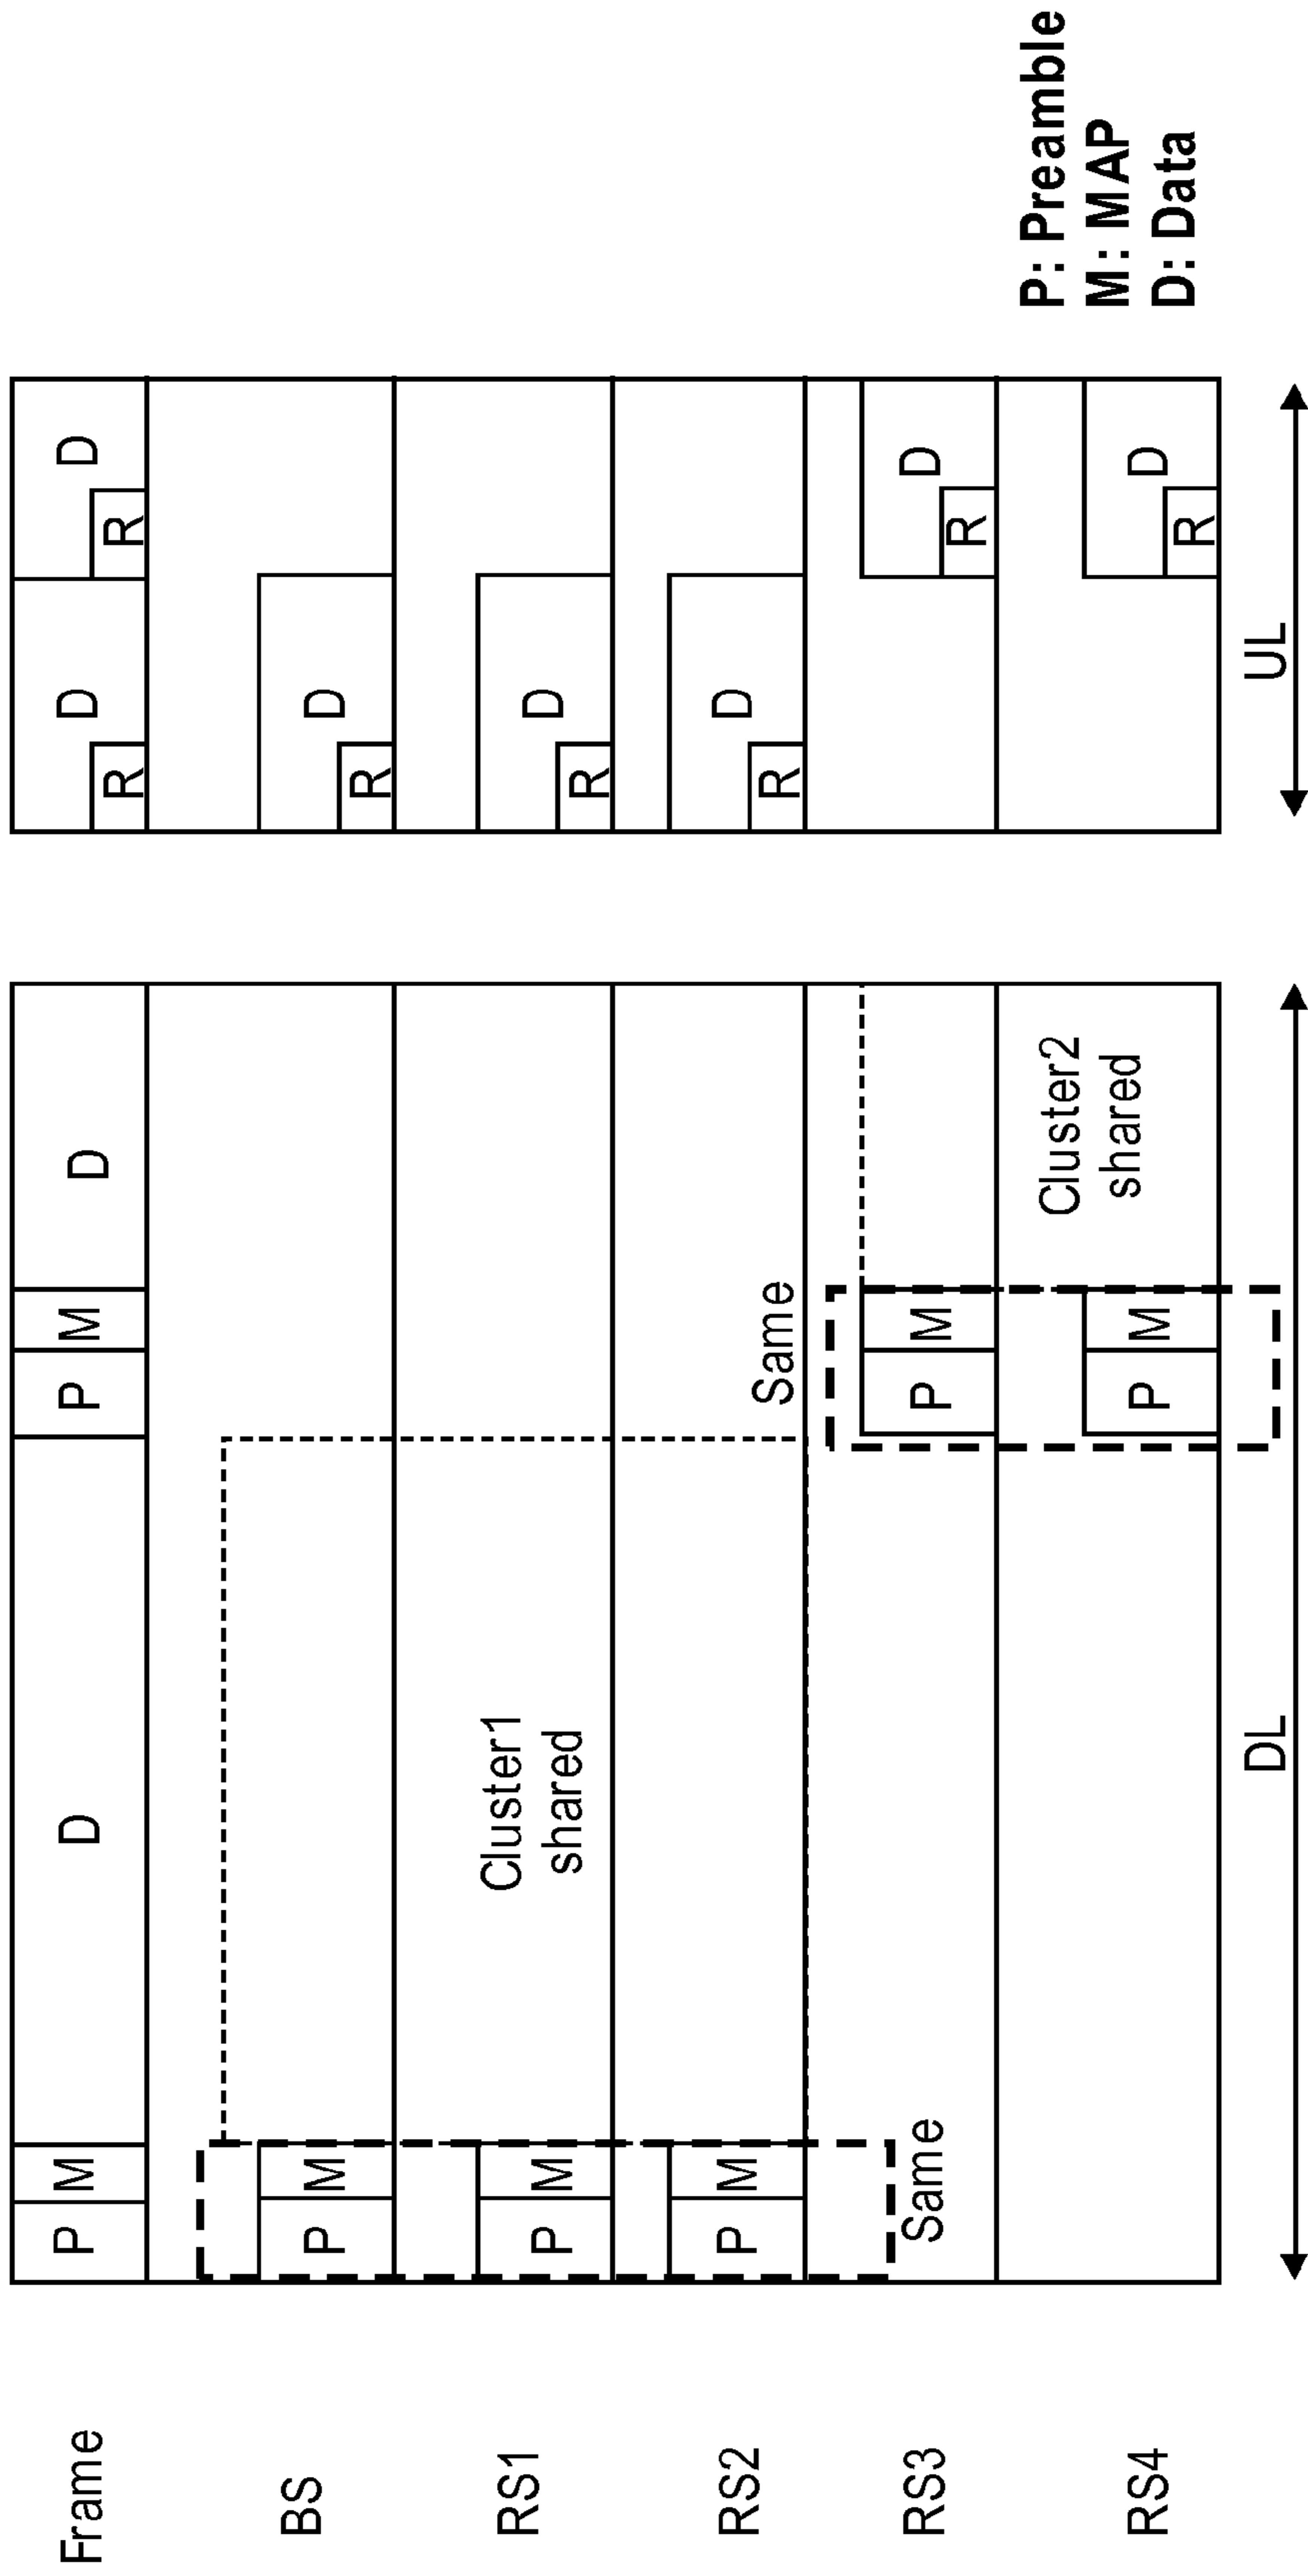 Frame
P
M
D
P
M
D
R
D
R
D
BS
P
M
R
D
RS1
P
M
Cluster1
shared
R
D
RS2
P
M
Same
R
D
RS3
Same
P
M
R
D
RS4
P
M
Cluster2
shared
R
D
DL
UL
P: Preamble
M: MAP
D: Data